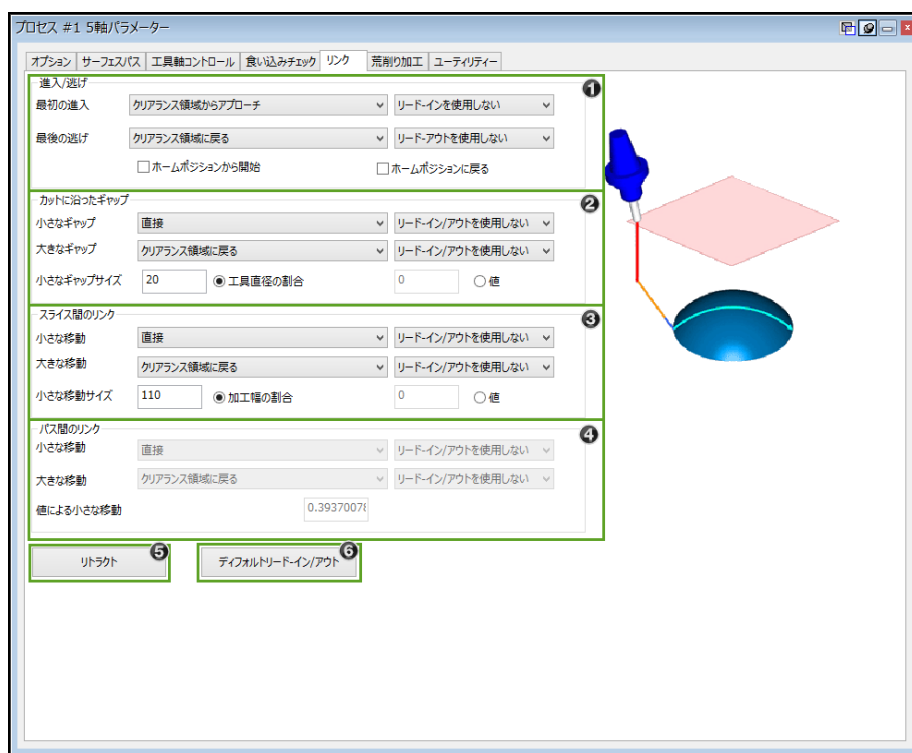 プロセス #1 5軸パラメーター
オプション サーフェスパス 工具軸コントロール 食い込みチェック リンク 荒削り加工 ユーティリティー
進入/逃げ 1
最初の進入 クリアランス領域からアプローチ リード-インを使用しない
最後の逃げ クリアランス領域に戻る リード-アウトを使用しない
ホームポジションから開始 ホームポジションに戻る
カットに沿ったギャップ 2
小さなギャップ 直接 リード-イン/アウトを使用しない
大きなギャップ クリアランス領域に戻る リード-イン/アウトを使用しない
小さなギャップサイズ 20 工具直径の割合 0 値
スライス間のリンク 3
小さな移動 直接 リード-イン/アウトを使用しない
大きな移動 クリアランス領域に戻る リード-イン/アウトを使用しない
小さな移動サイズ 110 加工幅の割合 0 値
パス間のリンク 4
小さな移動 直接 リード-イン/アウトを使用しない
大きな移動 クリアランス領域に戻る リード-イン/アウトを使用しない
値による小さな移動 0.39370078
リトラクト 5 ディフォルトリード-イン/アウト 6